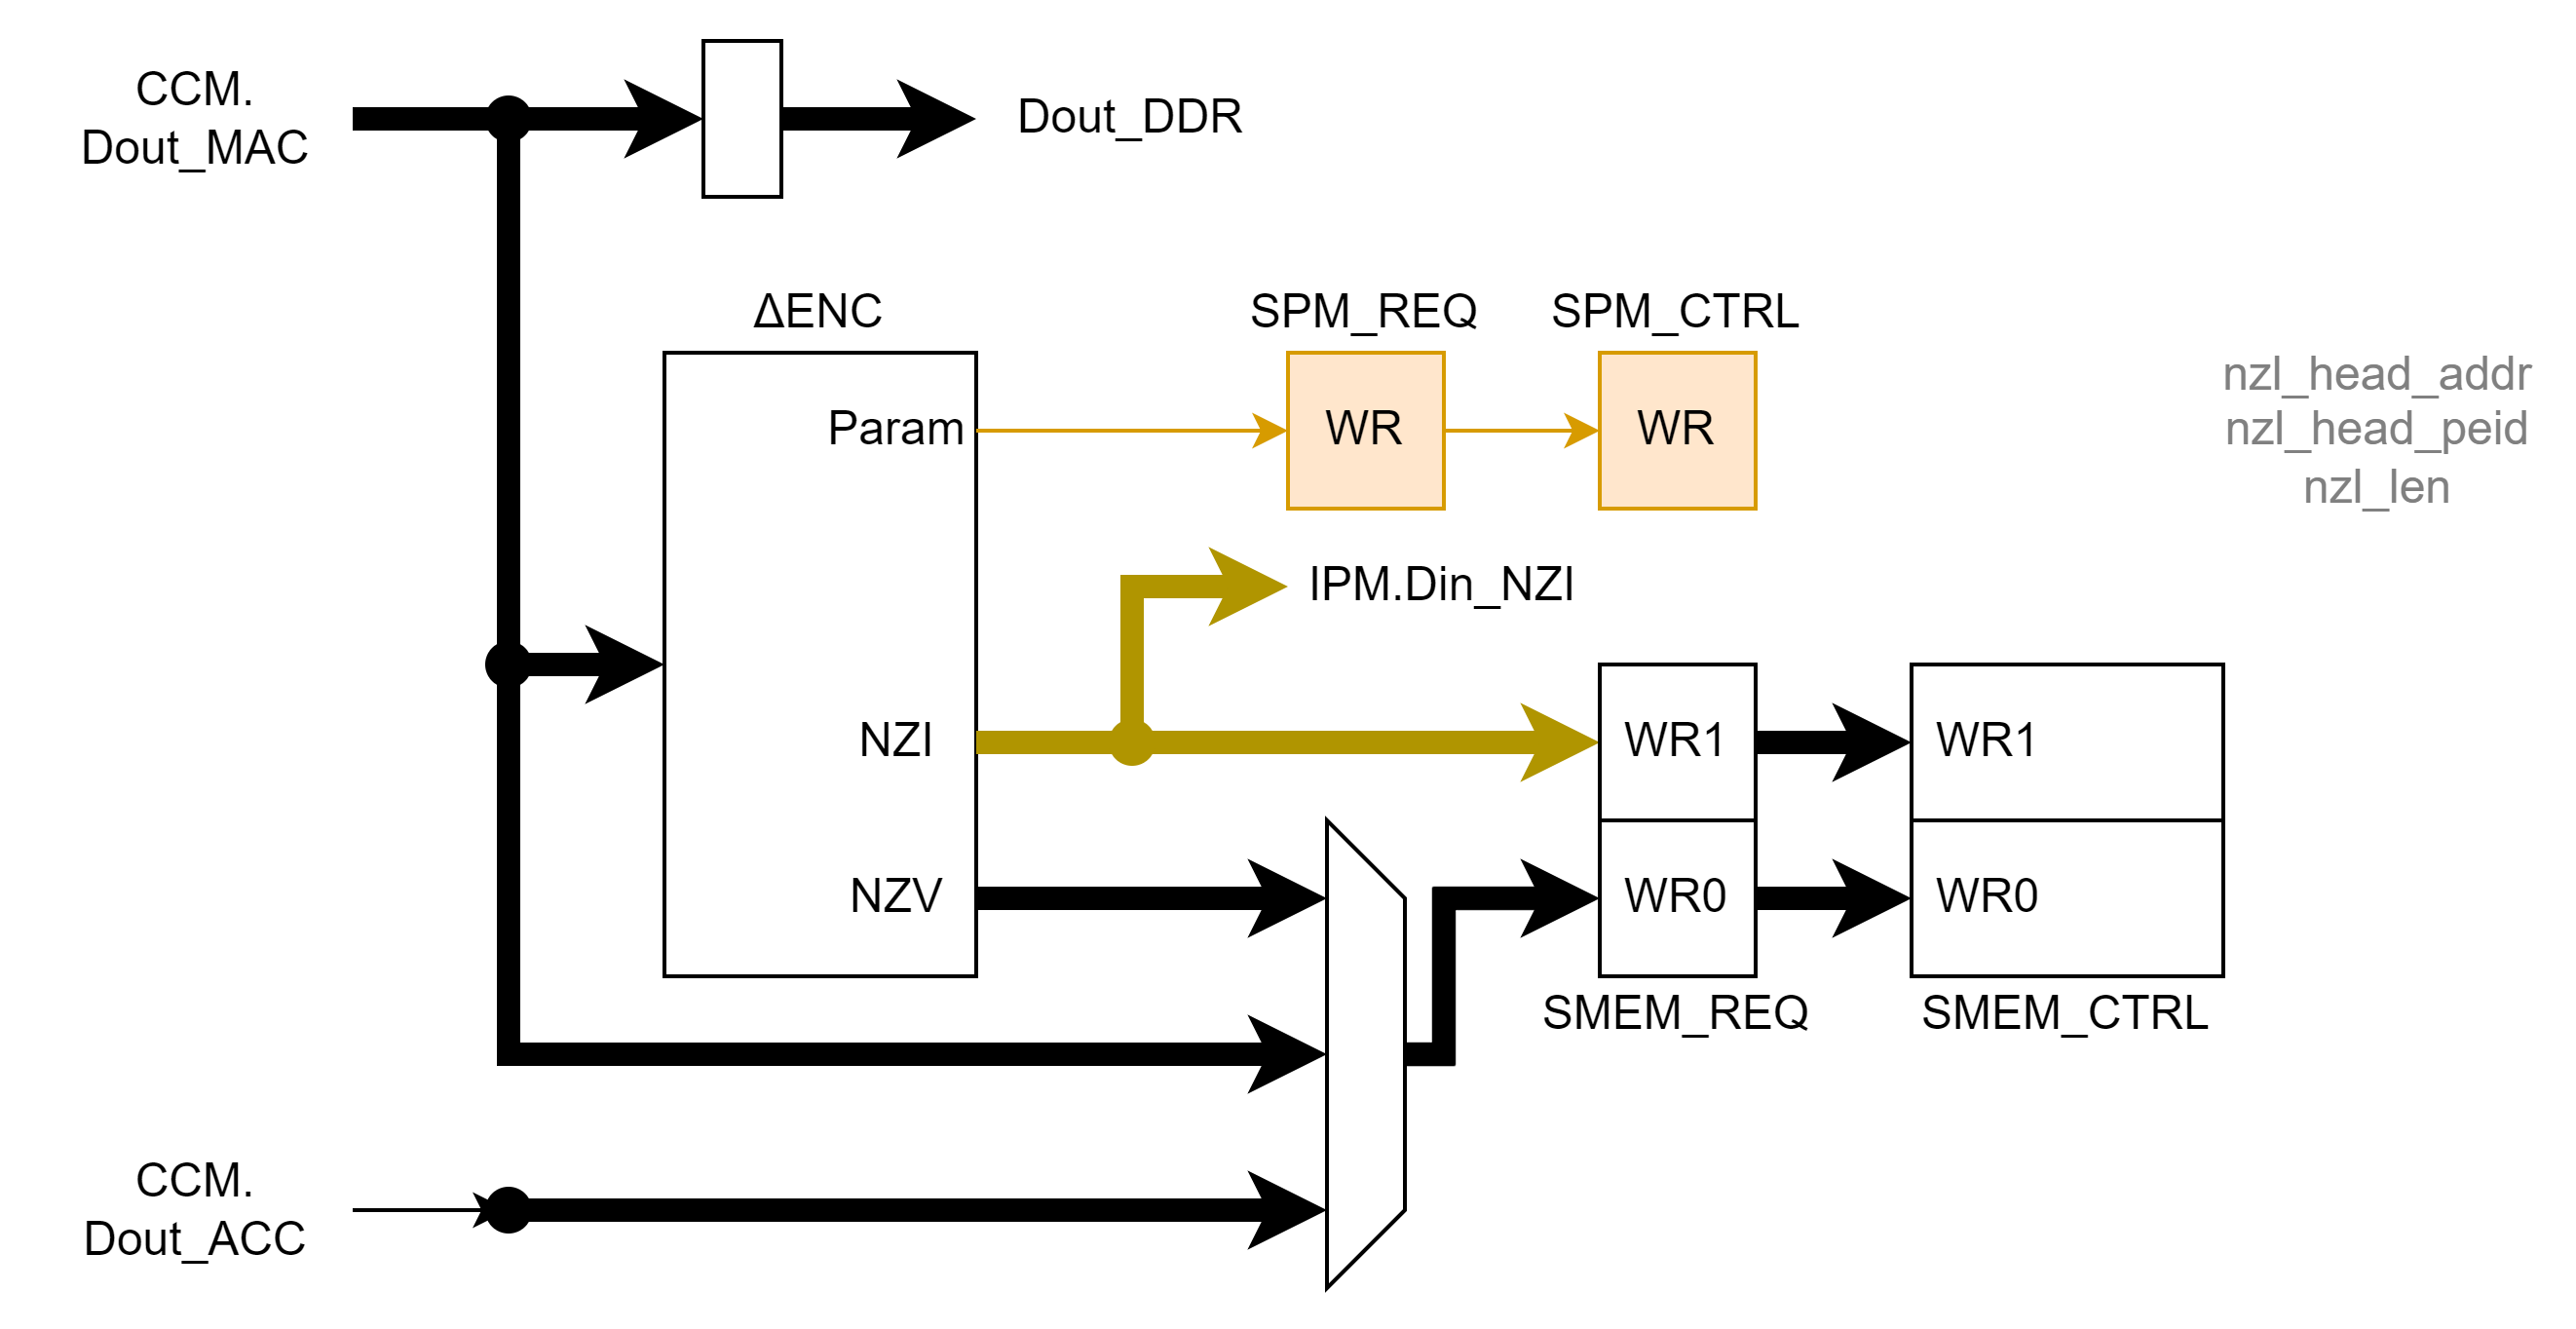 CCM.
Dout_MAC
Dout_DDR
ΔENC
SPM_REQ
SPM_CTRL
Param
WR
WR
nzl_head_addr
nzl_head_peid
nzl_len
IPM.Din_NZI
NZI
WR1
WR1
NZV
WR0
WR0
SMEM_REQ
SMEM_CTRL
CCM.
Dout_ACC